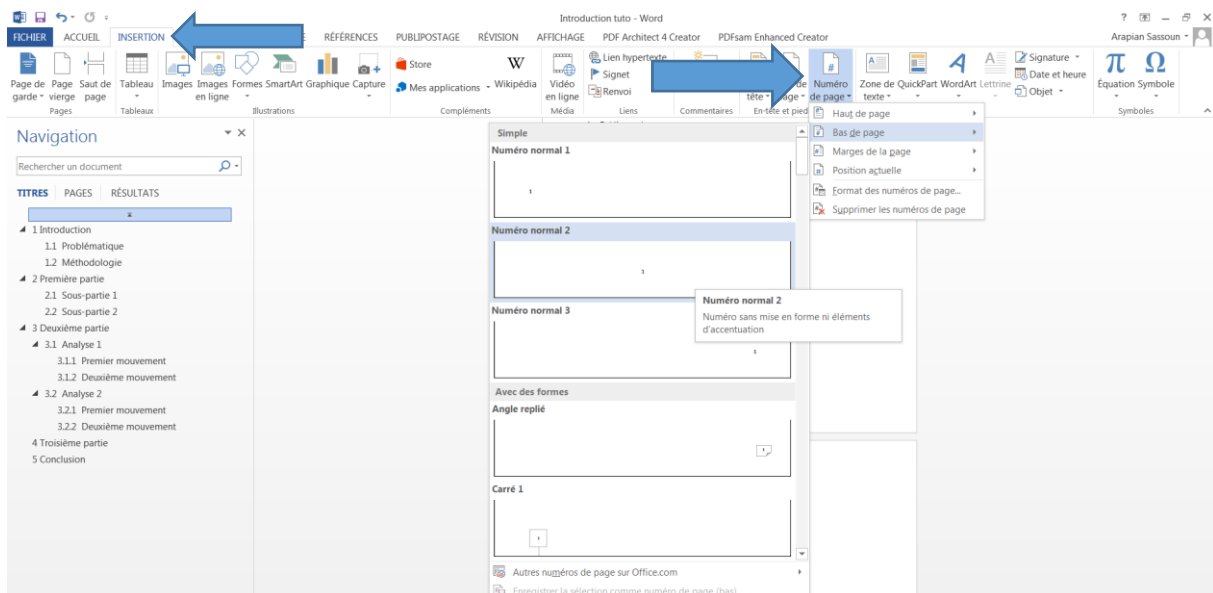 Introduction tuto - Word
FICHIER ACCUEIL INSERTION RÉFÉRENCES PUBLIPOSTAGE RÉVISION AFFICHAGE PDF Architect 4 Creator PDFsam Enhanced Creator Arapian Sassoun
Page de garde
Page vierge
Saut de page
Tableau
Images
Images en ligne
Formes
SmartArt
Graphique
Capture
Store
Mes applications
Wikipédia
Vidéo en ligne
Lien hypertexte
Signet
Renvoi
tête
page
Numéro de page
Zone de texte
QuickPart
WordArt
Lettrine
Signature
Date et heure
Objet
Équation
Symbole
Pages Tableaux Illustrations Compléments Média Liens Commentaires En-tête et pied Symboles
Haut de page
Bas de page
Marges de la page
Position actuelle
Format des numéros de page...
Supprimer les numéros de page
Navigation
Rechercher un document
TITRES PAGES RÉSULTATS
1 Introduction
1.1 Problématique
1.2 Méthodologie
2 Première partie
2.1 Sous-partie 1
2.2 Sous-partie 2
3 Deuxième partie
3.1 Analyse 1
3.1.1 Premier mouvement
3.1.2 Deuxième mouvement
3.2 Analyse 2
3.2.1 Premier mouvement
3.2.2 Deuxième mouvement
4 Troisième partie
5 Conclusion
Simple
Numéro normal 1
1
Numéro normal 2
1
Numéro normal 2
Numéro sans mise en forme ni éléments
d'accentuation
Numéro normal 3
1
Avec des formes
Angle replié
1
Carré 1
1
Autres numéros de page sur Office.com
Enregistrer la sélection comme numéro de page (bas)